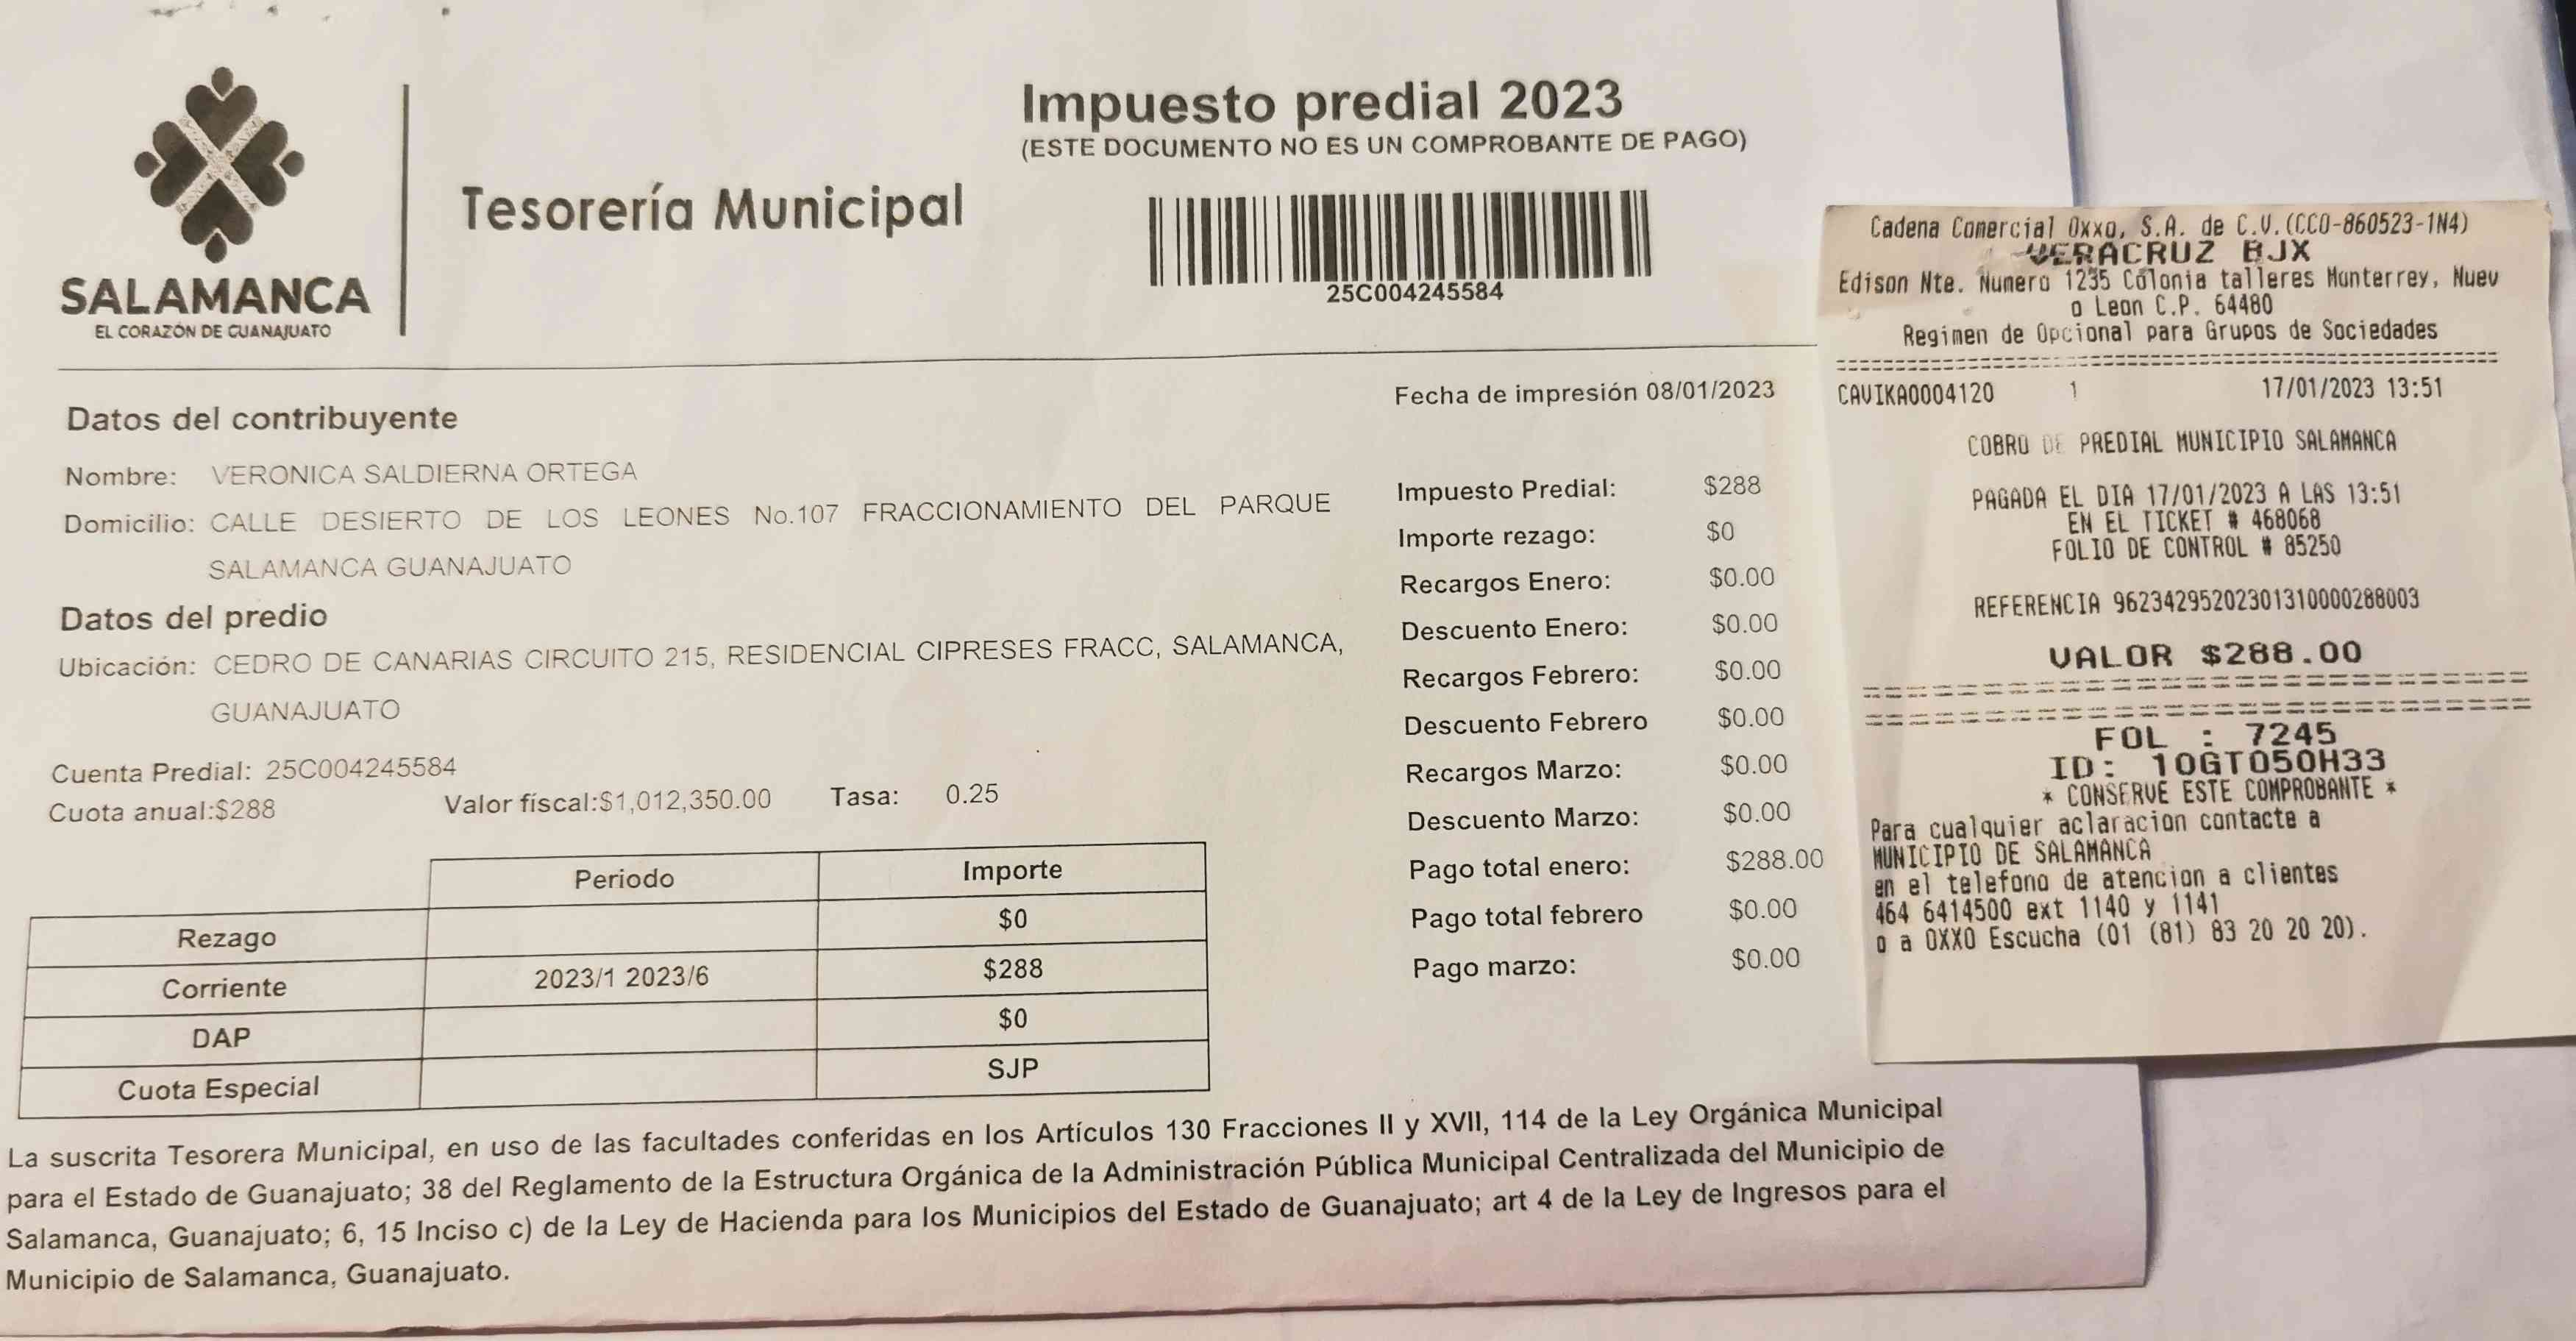 Impuesto predial 2023
(ESTE DOCUMENTO NO ES UN COMPROBANTE DE PAGO)
Tesorería Municipal
SALAMANCA
EL CORAZÓN DE GUANAJUATO
25C004245584
Fecha de impresión 08/01/2023
Datos del contribuyente
Nombre: VERONICA SALDIERNA ORTEGA
Domicilio: CALLE DESIERTO DE LOS LEONES No.107 FRACCIONAMIENTO DEL PARQUE
SALAMANCA GUANAJUATO
Datos del predio
Ubicación: CEDRO DE CANARIAS CIRCUITO 215, RESIDENCIAL CIPRESES FRACC, SALAMANCA,
GUANAJUATO
Cuenta Predial: 25C004245584
Cuota anual:$288 Valor físcal:$1,012,350.00 Tasa: 0.25
Periodo Importe
Rezago $0
Corriente 2023/1 2023/6 $288
DAP $0
Cuota Especial SJP
Impuesto Predial: $288
Importe rezago: $0
Recargos Enero: $0.00
Descuento Enero: $0.00
Recargos Febrero: $0.00
Descuento Febrero $0.00
Recargos Marzo: $0.00
Descuento Marzo: $0.00
Pago total enero: $288.00
Pago total febrero $0.00
Pago marzo: $0.00
La suscrita Tesorera Municipal, en uso de las facultades conferidas en los Artículos 130 Fracciones II y XVII, 114 de la Ley Orgánica Municipal
para el Estado de Guanajuato; 38 del Reglamento de la Estructura Orgánica de la Administración Pública Municipal Centralizada del Municipio de
Salamanca, Guanajuato; 6, 15 Inciso c) de la Ley de Hacienda para los Municipios del Estado de Guanajuato; art 4 de la Ley de Ingresos para el
Municipio de Salamanca, Guanajuato.
Cadena Comercial Oxxo, S.A. de C.V.(CCO-860523-1N4)
VERACRUZ BJX
Edison Nte. Numero 1235 Colonia talleres Monterrey, Nuev
o Leon C.P. 64480
Regimen de Opcional para Grupos de Sociedades
CAVIKA0004120 1 17/01/2023 13:51
COBRO DE PREDIAL MUNICIPIO SALAMANCA
PAGADA EL DIA 17/01/2023 A LAS 13:51
EN EL TICKET # 468068
FOLIO DE CONTROL # 85250
REFERENCIA 96234295202301310000288003
VALOR $288.00
FOL : 7245
ID: 10GTO50H33
* CONSERVE ESTE COMPROBANTE *
Para cualquier aclaracion contacte a
MUNICIPIO DE SALAMANCA
en el telefono de atencion a clientes
464 6414500 ext 1140 y 1141
o a OXXO Escucha (01 (81) 83 20 20 20).